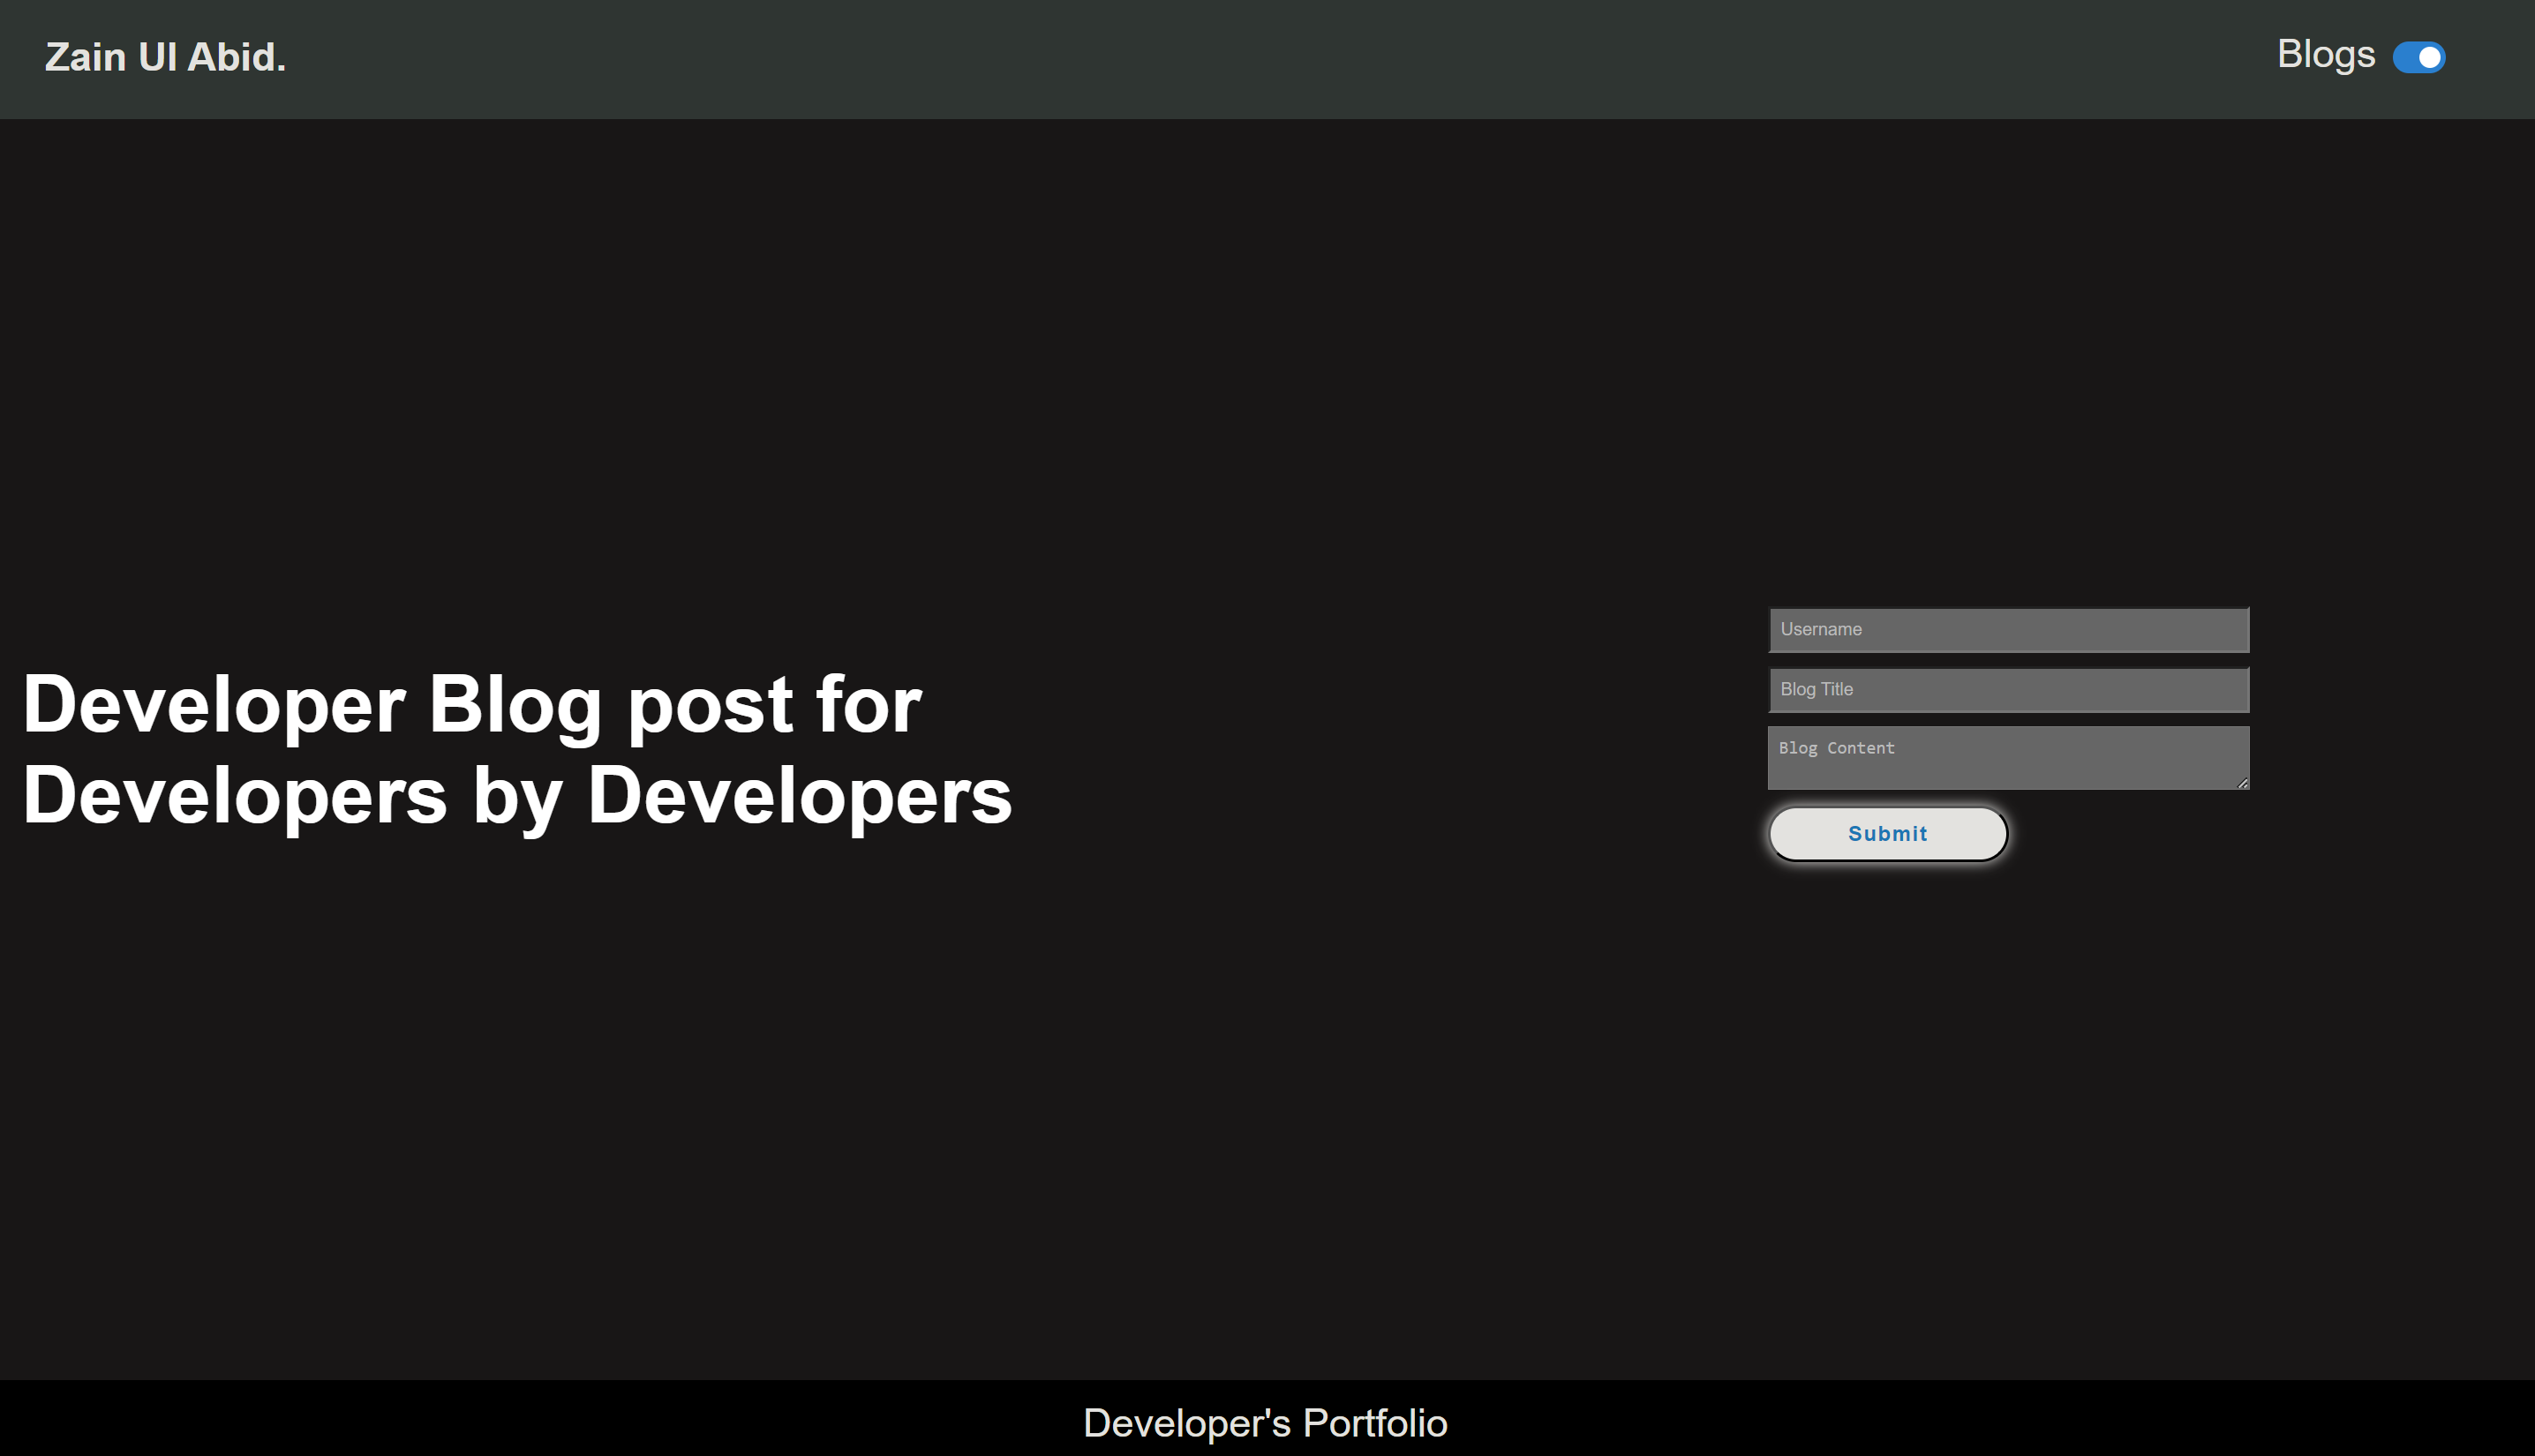 Zain Ul Abid.
Blogs
Developer Blog post for
Developers by Developers
Username
Blog Title
Blog Content
Submit
Developer's Portfolio